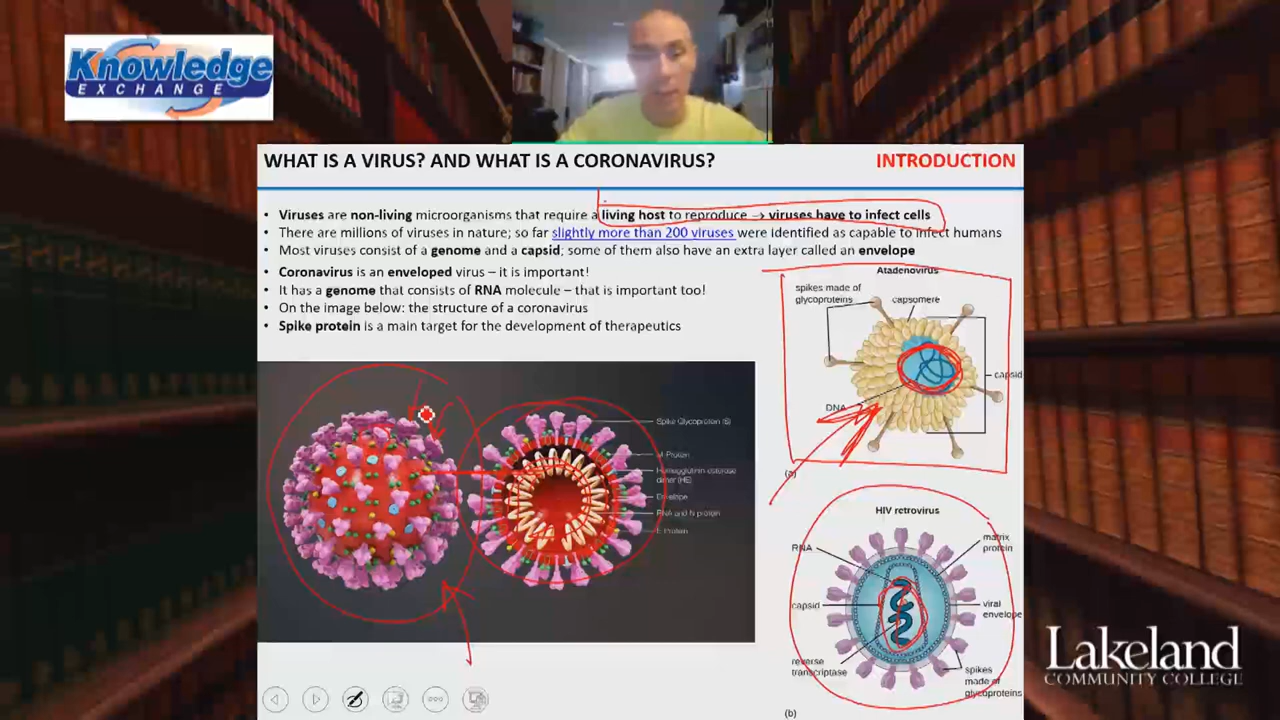 Knowledge
EXCHANGE
WHAT IS A VIRUS? AND WHAT IS A CORONAVIRUS?
INTRODUCTION
• Viruses are non-living microorganisms that require a living host to reproduce → viruses have to infect cells
• There are millions of viruses in nature; so far slightly more than 200 viruses were identified as capable to infect humans
• Most viruses consist of a genome and a capsid; some of them also have an extra layer called an envelope
• Coronavirus is an enveloped virus – it is important!
• It has a genome that consists of RNA molecule – that is important too!
• On the image below: the structure of a coronavirus
• Spike protein is a main target for the development of therapeutics
Spike Glycoprotein (S)
M-Protein
Hemagglutinin-esterase
dimer (HE)
Envelope
RNA and N protein
E-Protein
Atadenovirus
spikes made of
glycoproteins
capsomere
capsid
DNA
(a)
HIV retrovirus
RNA
matrix
protein
capsid
viral
envelope
reverse
transcriptase
spikes
made of
glycoproteins
(b)
Lakeland
COMMUNITY COLLEGE